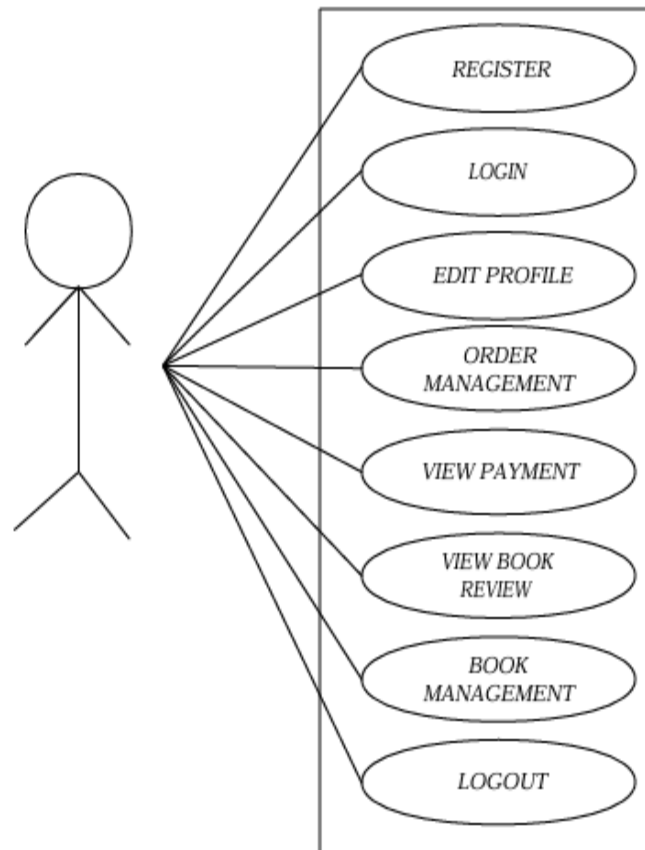 REGISTER
LOGIN
EDIT PROFILE
ORDER
MANAGEMENT
VIEW PAYMENT
VIEW BOOK
REVIEW
BOOK
MANAGEMENT
LOGOUT